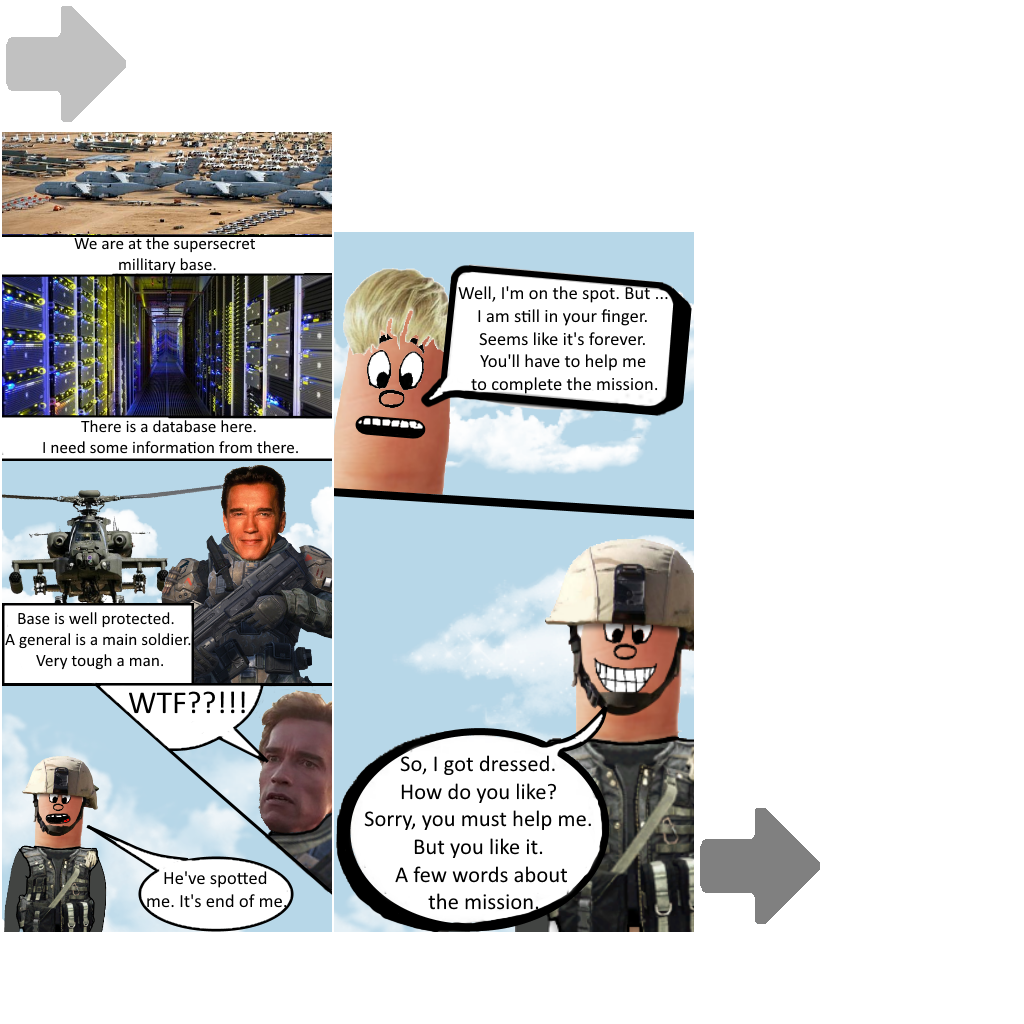 We are at the supersecret
millitary base.
There is a database here.
I need some information from there.
Base is well protected.
A general is a main soldier.
Very tough a man.
WTF??!!!
He've spotted
me. It's end of me.
Well, I'm on the spot. But ...
I am still in your finger.
Seems like it's forever.
You'll have to help me
to complete the mission.
So, I got dressed.
How do you like?
Sorry, you must help me.
But you like it.
A few words about
the mission.